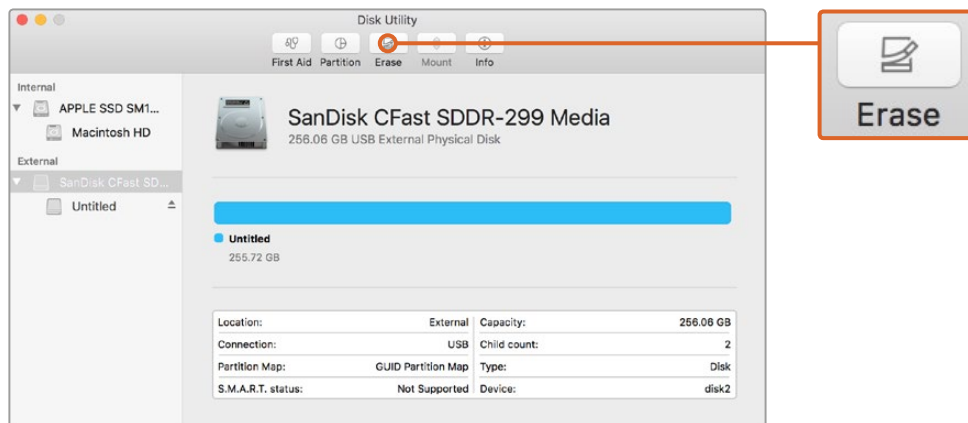 Disk Utility
First Aid Partition Erase Mount Info
Erase
Internal
APPLE SSD SM1...
Macintosh HD
External
SanDisk CFast SD...
Untitled
SanDisk CFast SDDR-299 Media
256.06 GB USB External Physical Disk
Untitled
255.72 GB
Location: External Capacity: 256.06 GB
Connection: USB Child count: 2
Partition Map: GUID Partition Map Type: Disk
S.M.A.R.T. status: Not Supported Device: disk2